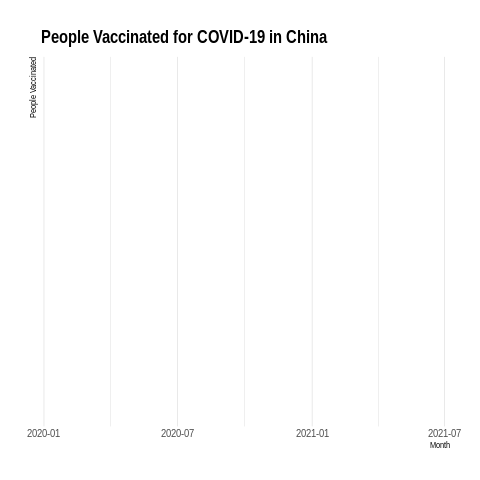 People Vaccinated for COVID-19 in China
People Vaccinated
2020-01
2020-07
2021-01
2021-07
Month